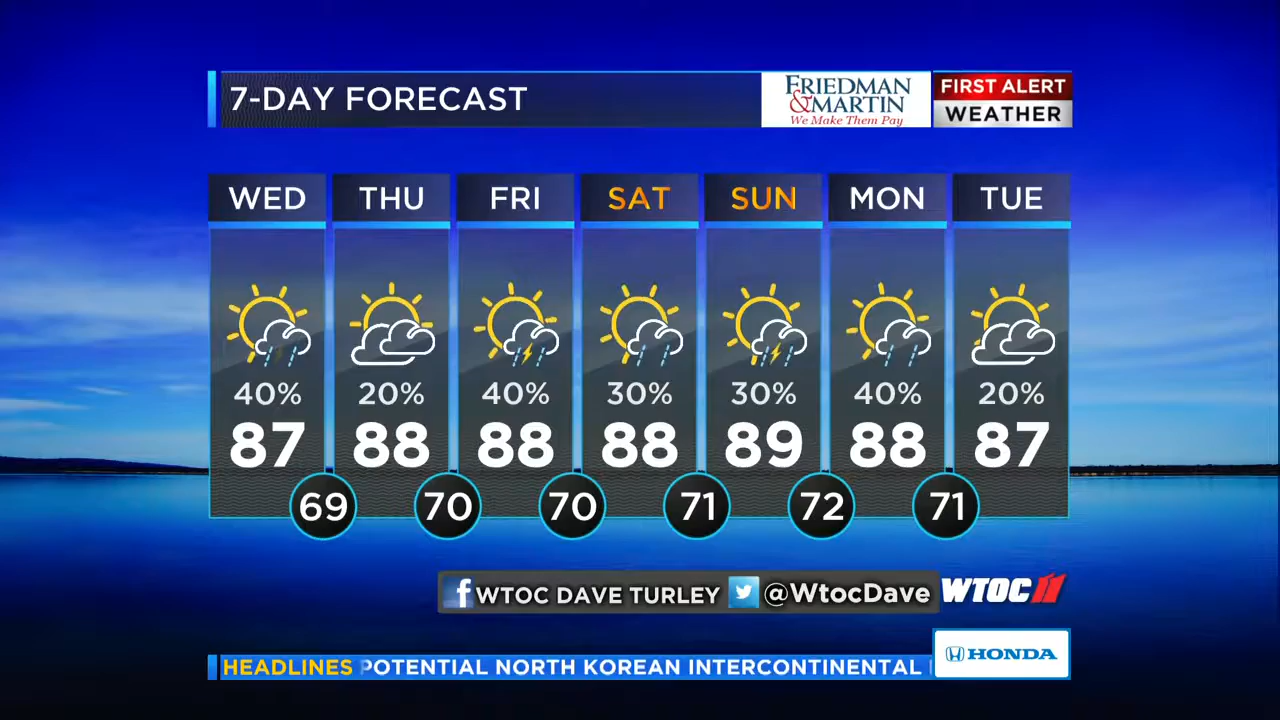 7-DAY FORECAST
FRIEDMAN
&MARTIN
We Make Them Pay
FIRST ALERT
WEATHER
WED THU FRI SAT SUN MON TUE
40% 20% 40% 30% 30% 40% 20%
87 88 88 88 89 88 87
69 70 70 71 72 71
f WTOC DAVE TURLEY @WtocDave WTOC 11
HEADLINES POTENTIAL NORTH KOREAN INTERCONTINENTAL
HONDA